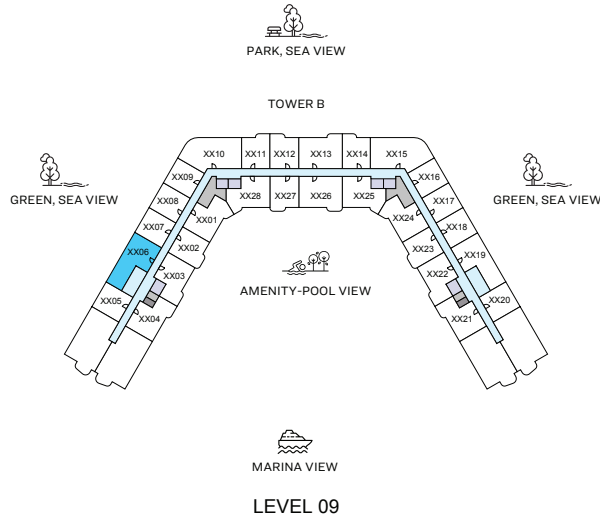 PARK, SEA VIEW
TOWER B
XX10 XX11 XX12 XX13 XX14 XX15
XX09 XX16
XX28 XX27 XX26 XX25
XX08 XX01 XX24 XX17
XX07 XX02 XX23 XX18
XX06 XX03 XX22 XX19
XX05 XX04 XX21 XX20
GREEN, SEA VIEW
GREEN, SEA VIEW
AMENITY-POOL VIEW
MARINA VIEW
LEVEL 09